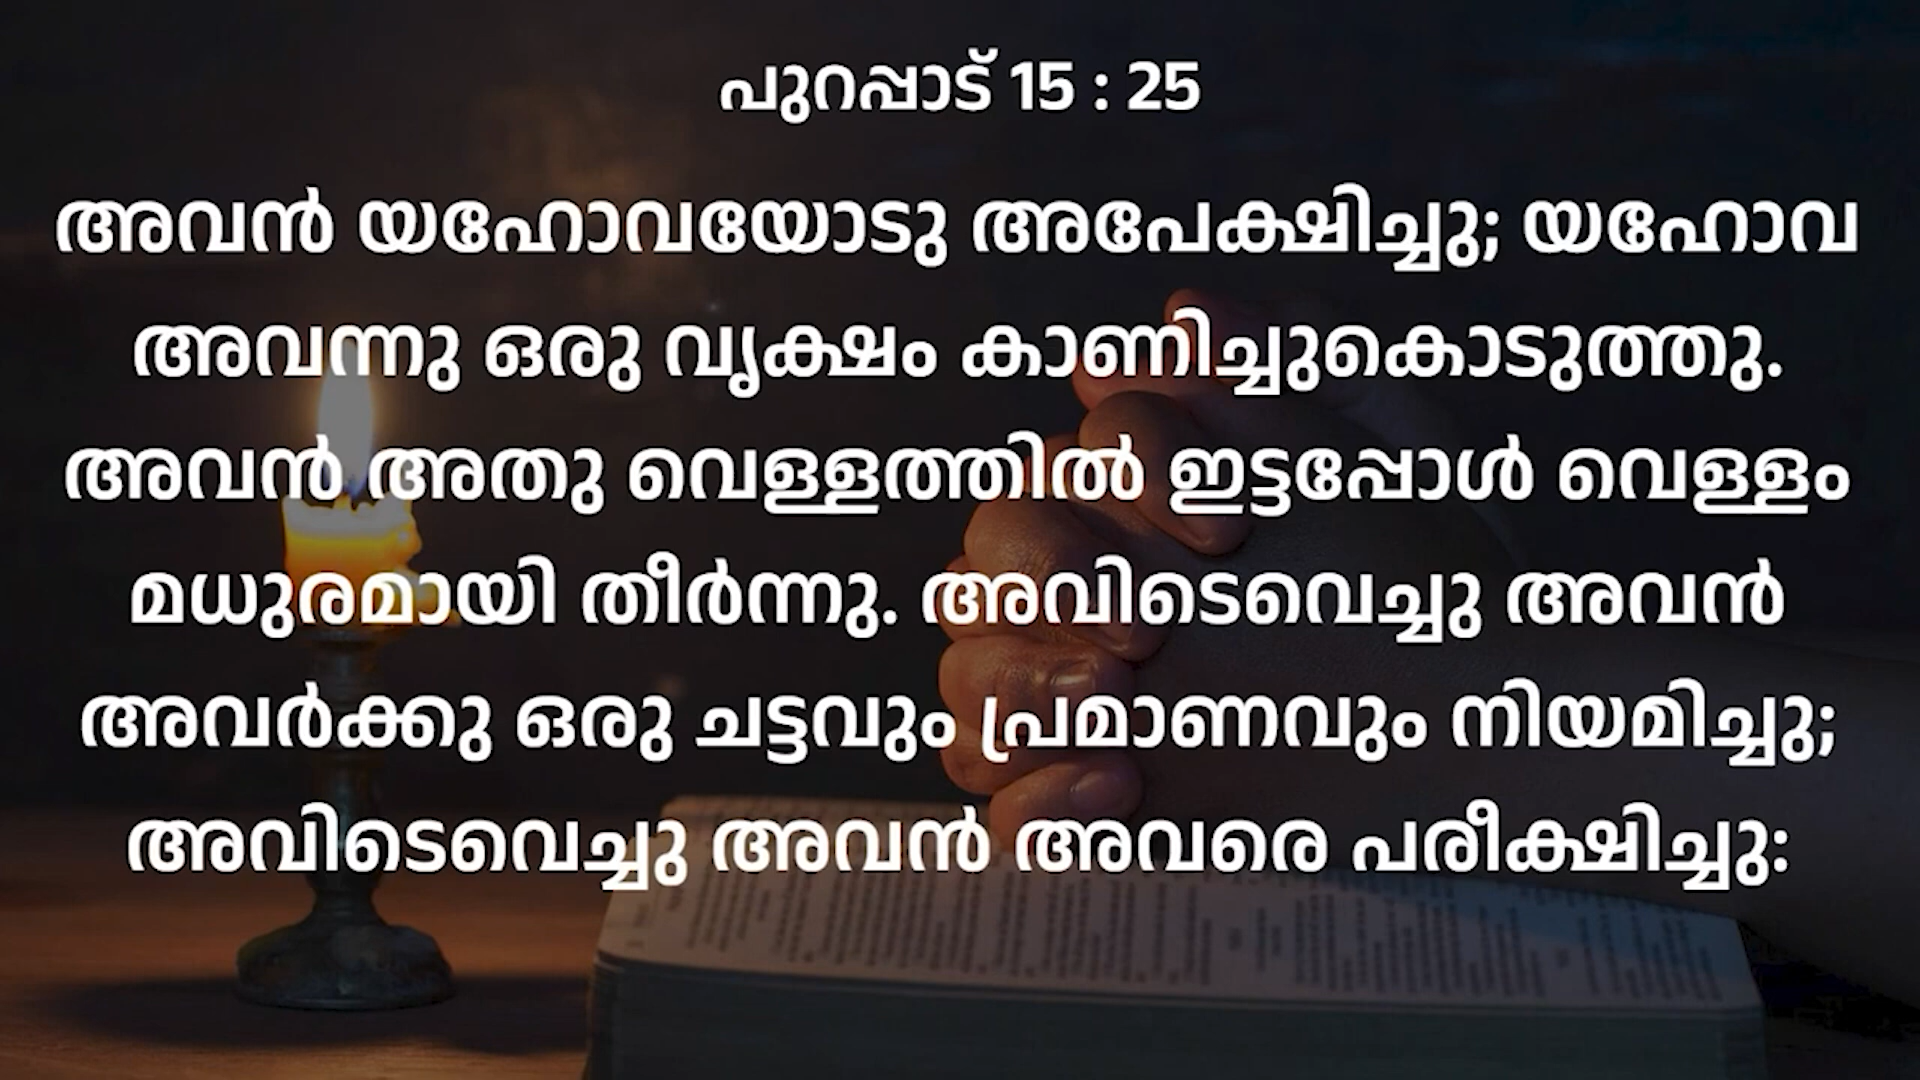 പുറപ്പാട് 15 : 25
അവൻ യഹോവയോടു അപേക്ഷിച്ചു; യഹോവ
അവന്നു ഒരു വൃക്ഷം കാണിച്ചുകൊടുത്തു.
അവൻ അതു വെള്ളത്തിൽ ഇട്ടപ്പോൾ വെള്ളം
മധുരമായി തീർന്നു. അവിടെവെച്ചു അവൻ
അവർക്കു ഒരു ചട്ടവും പ്രമാണവും നിയമിച്ചു;
അവിടെവെച്ചു അവൻ അവരെ പരീക്ഷിച്ചു: